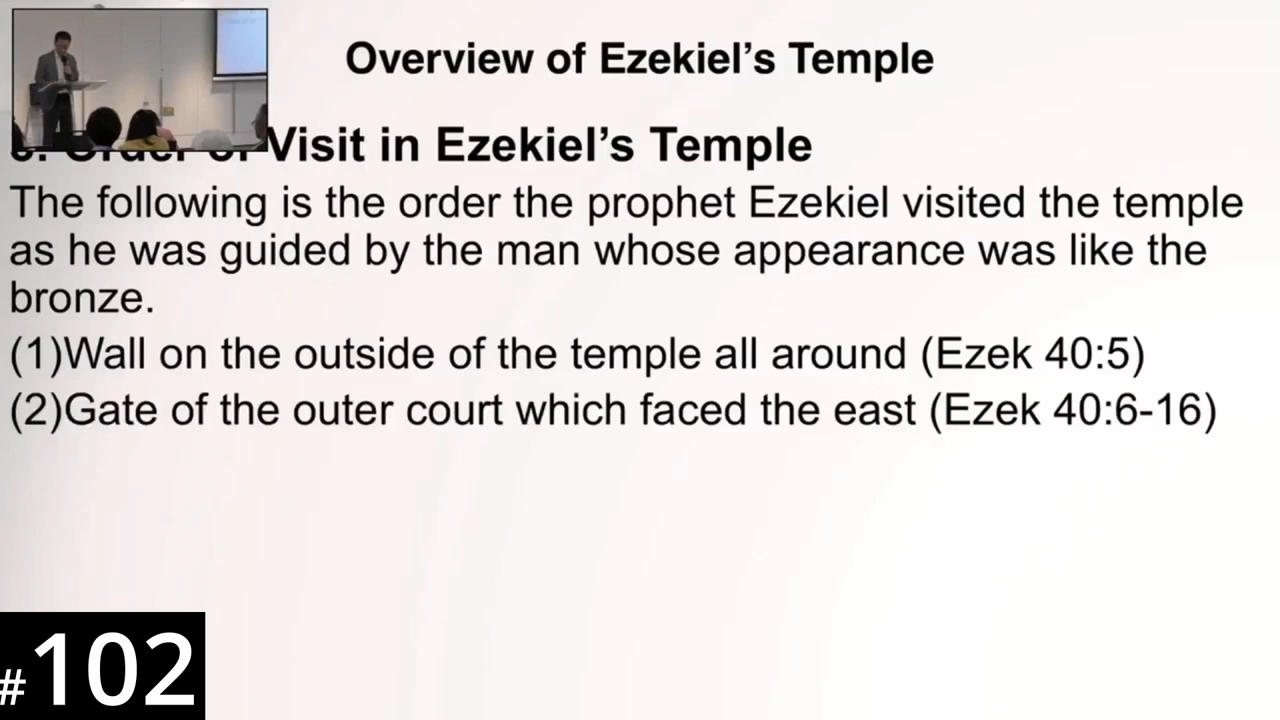 Overview of Ezekiel’s Temple
Order of Visit in Ezekiel’s Temple
The following is the order the prophet Ezekiel visited the temple
as he was guided by the man whose appearance was like the
bronze.
(1)Wall on the outside of the temple all around (Ezek 40:5)
(2)Gate of the outer court which faced the east (Ezek 40:6-16)
#102